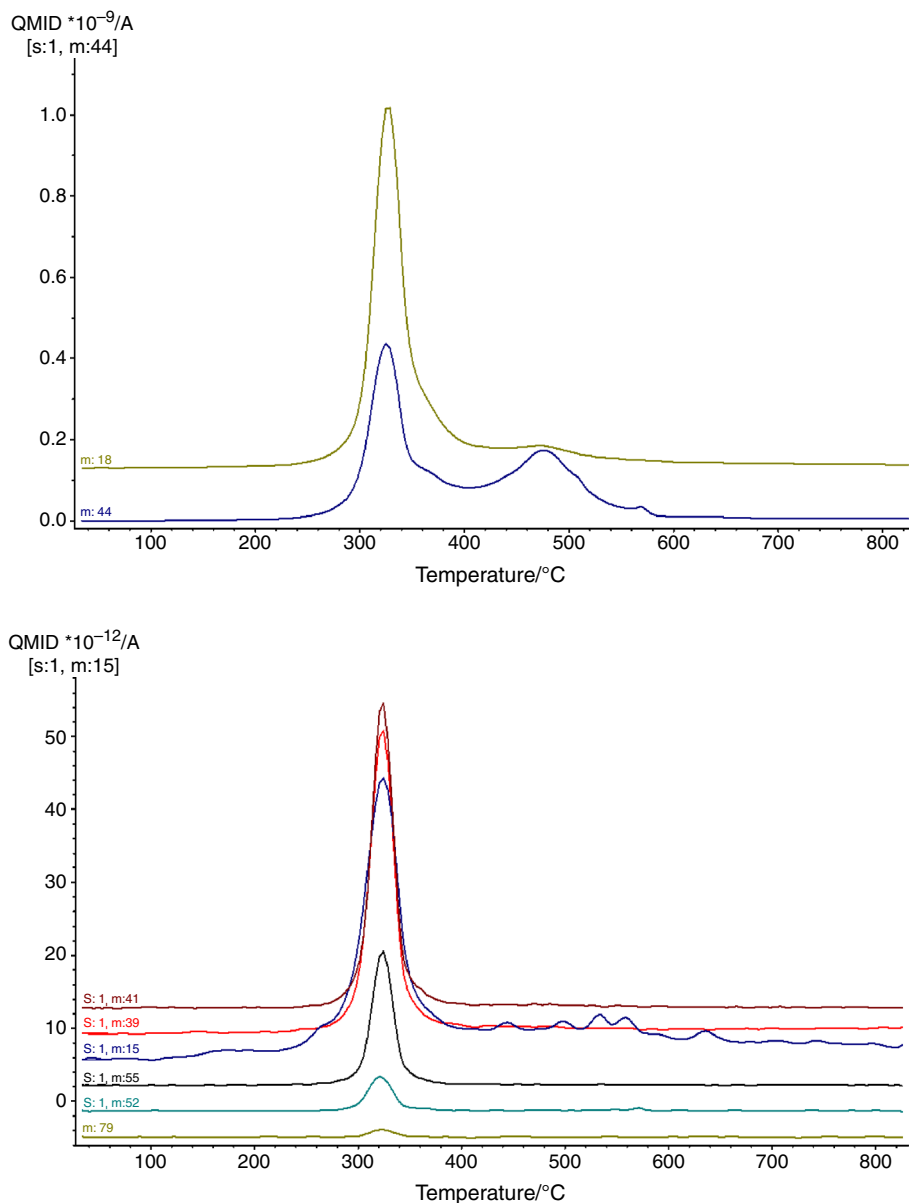 QMID *10⁻⁹/A
[s:1, m:44]
1.0
0.8
0.6
0.4
0.2
0.0
m: 18
m: 44
100 200 300 400 500 600 700 800
Temperature/°C
QMID *10⁻¹²/A
[s:1, m:15]
50
40
30
20
10
0
S: 1, m:41
S: 1, m:39
S: 1, m:15
S: 1, m:55
S: 1, m:52
m: 79
100 200 300 400 500 600 700 800
Temperature/°C